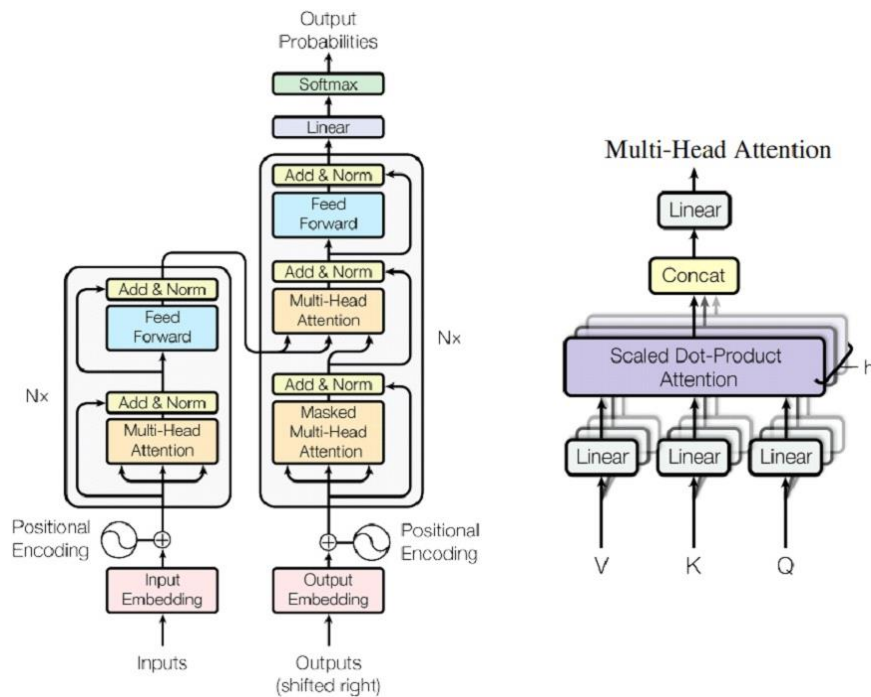 Output
Probabilities
Softmax
Linear
Add & Norm
Feed
Forward
Add & Norm
Multi-Head
Attention
Add & Norm
Masked
Multi-Head
Attention
Nx
Add & Norm
Feed
Forward
Add & Norm
Multi-Head
Attention
Nx
Positional
Encoding
Positional
Encoding
Input
Embedding
Output
Embedding
Inputs
Outputs
(shifted right)
Multi-Head Attention
Linear
Concat
Scaled Dot-Product
Attention
h
Linear
Linear
Linear
V
K
Q